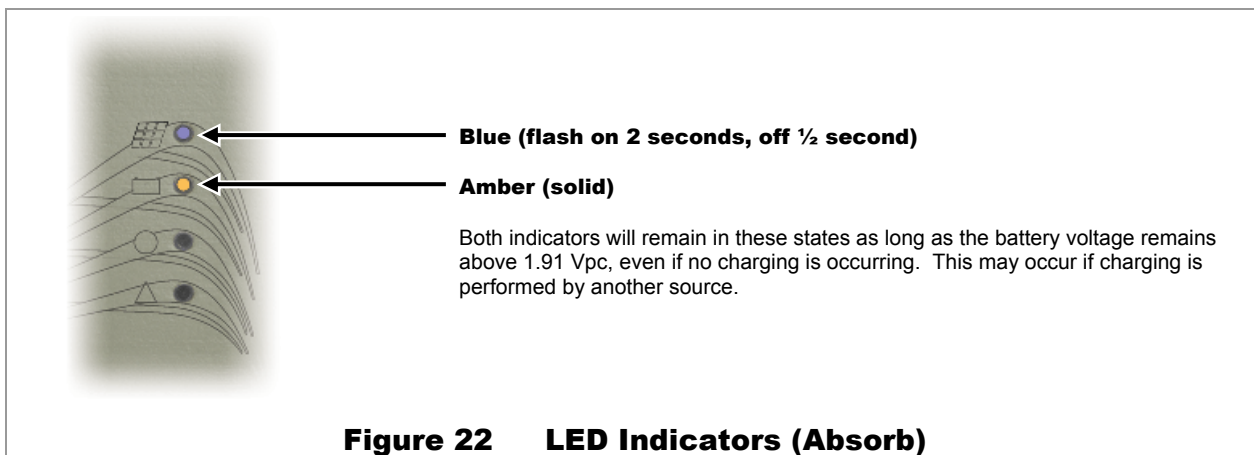 Blue (flash on 2 seconds, off ½ second)
Amber (solid)
Both indicators will remain in these states as long as the battery voltage remains
above 1.91 Vpc, even if no charging is occurring.  This may occur if charging is
performed by another source.
Figure 22 LED Indicators (Absorb)